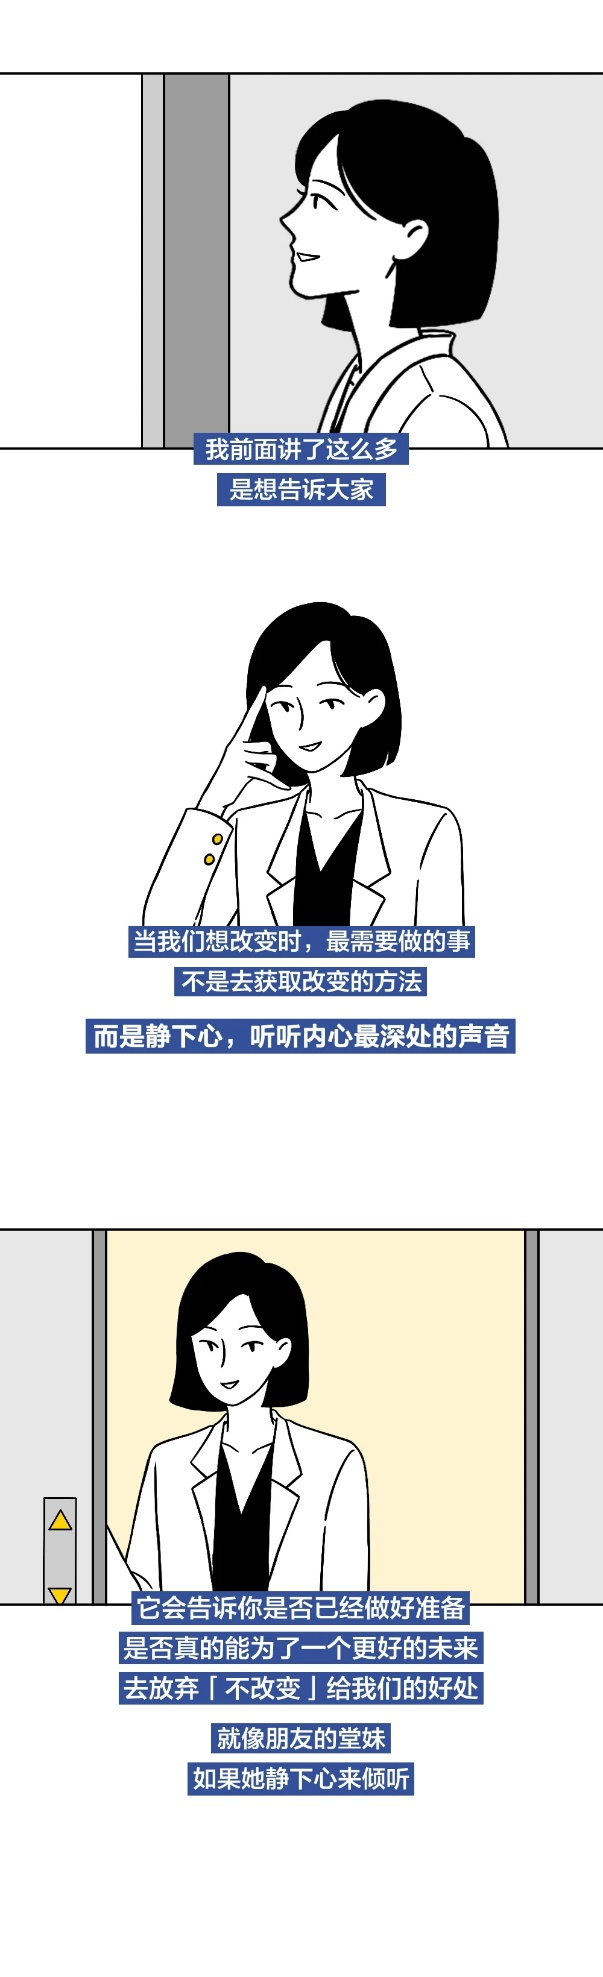 我前面讲了这么多
是想告诉大家
当我们想改变时，最需要做的事
不是去获取改变的方法
而是静下心，听听内心最深处的声音
它会告诉你是否已经做好准备
是否真的能为了一个更好的未来
去放弃「不改变」给我们的好处
就像朋友的堂妹
如果她静下心来倾听